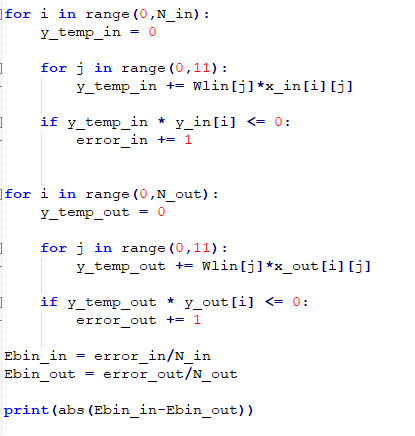 for i in range(0,N_in):
    y_temp_in = 0
    for j in range(0,11):
        y_temp_in += Wlin[j]*x_in[i][j]
    if y_temp_in * y_in[i] <= 0:
        error_in += 1
for i in range(0,N_out):
    y_temp_out = 0
    for j in range(0,11):
        y_temp_out += Wlin[j]*x_out[i][j]
    if y_temp_out * y_out[i] <= 0:
        error_out += 1
Ebin_in = error_in/N_in
Ebin_out = error_out/N_out
print(abs(Ebin_in-Ebin_out))